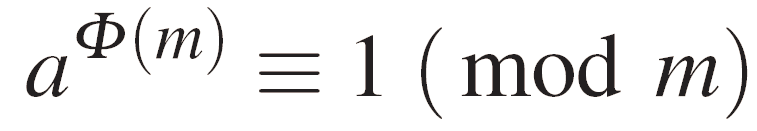 a^{Φ(m)} ≡ 1 ( mod m)